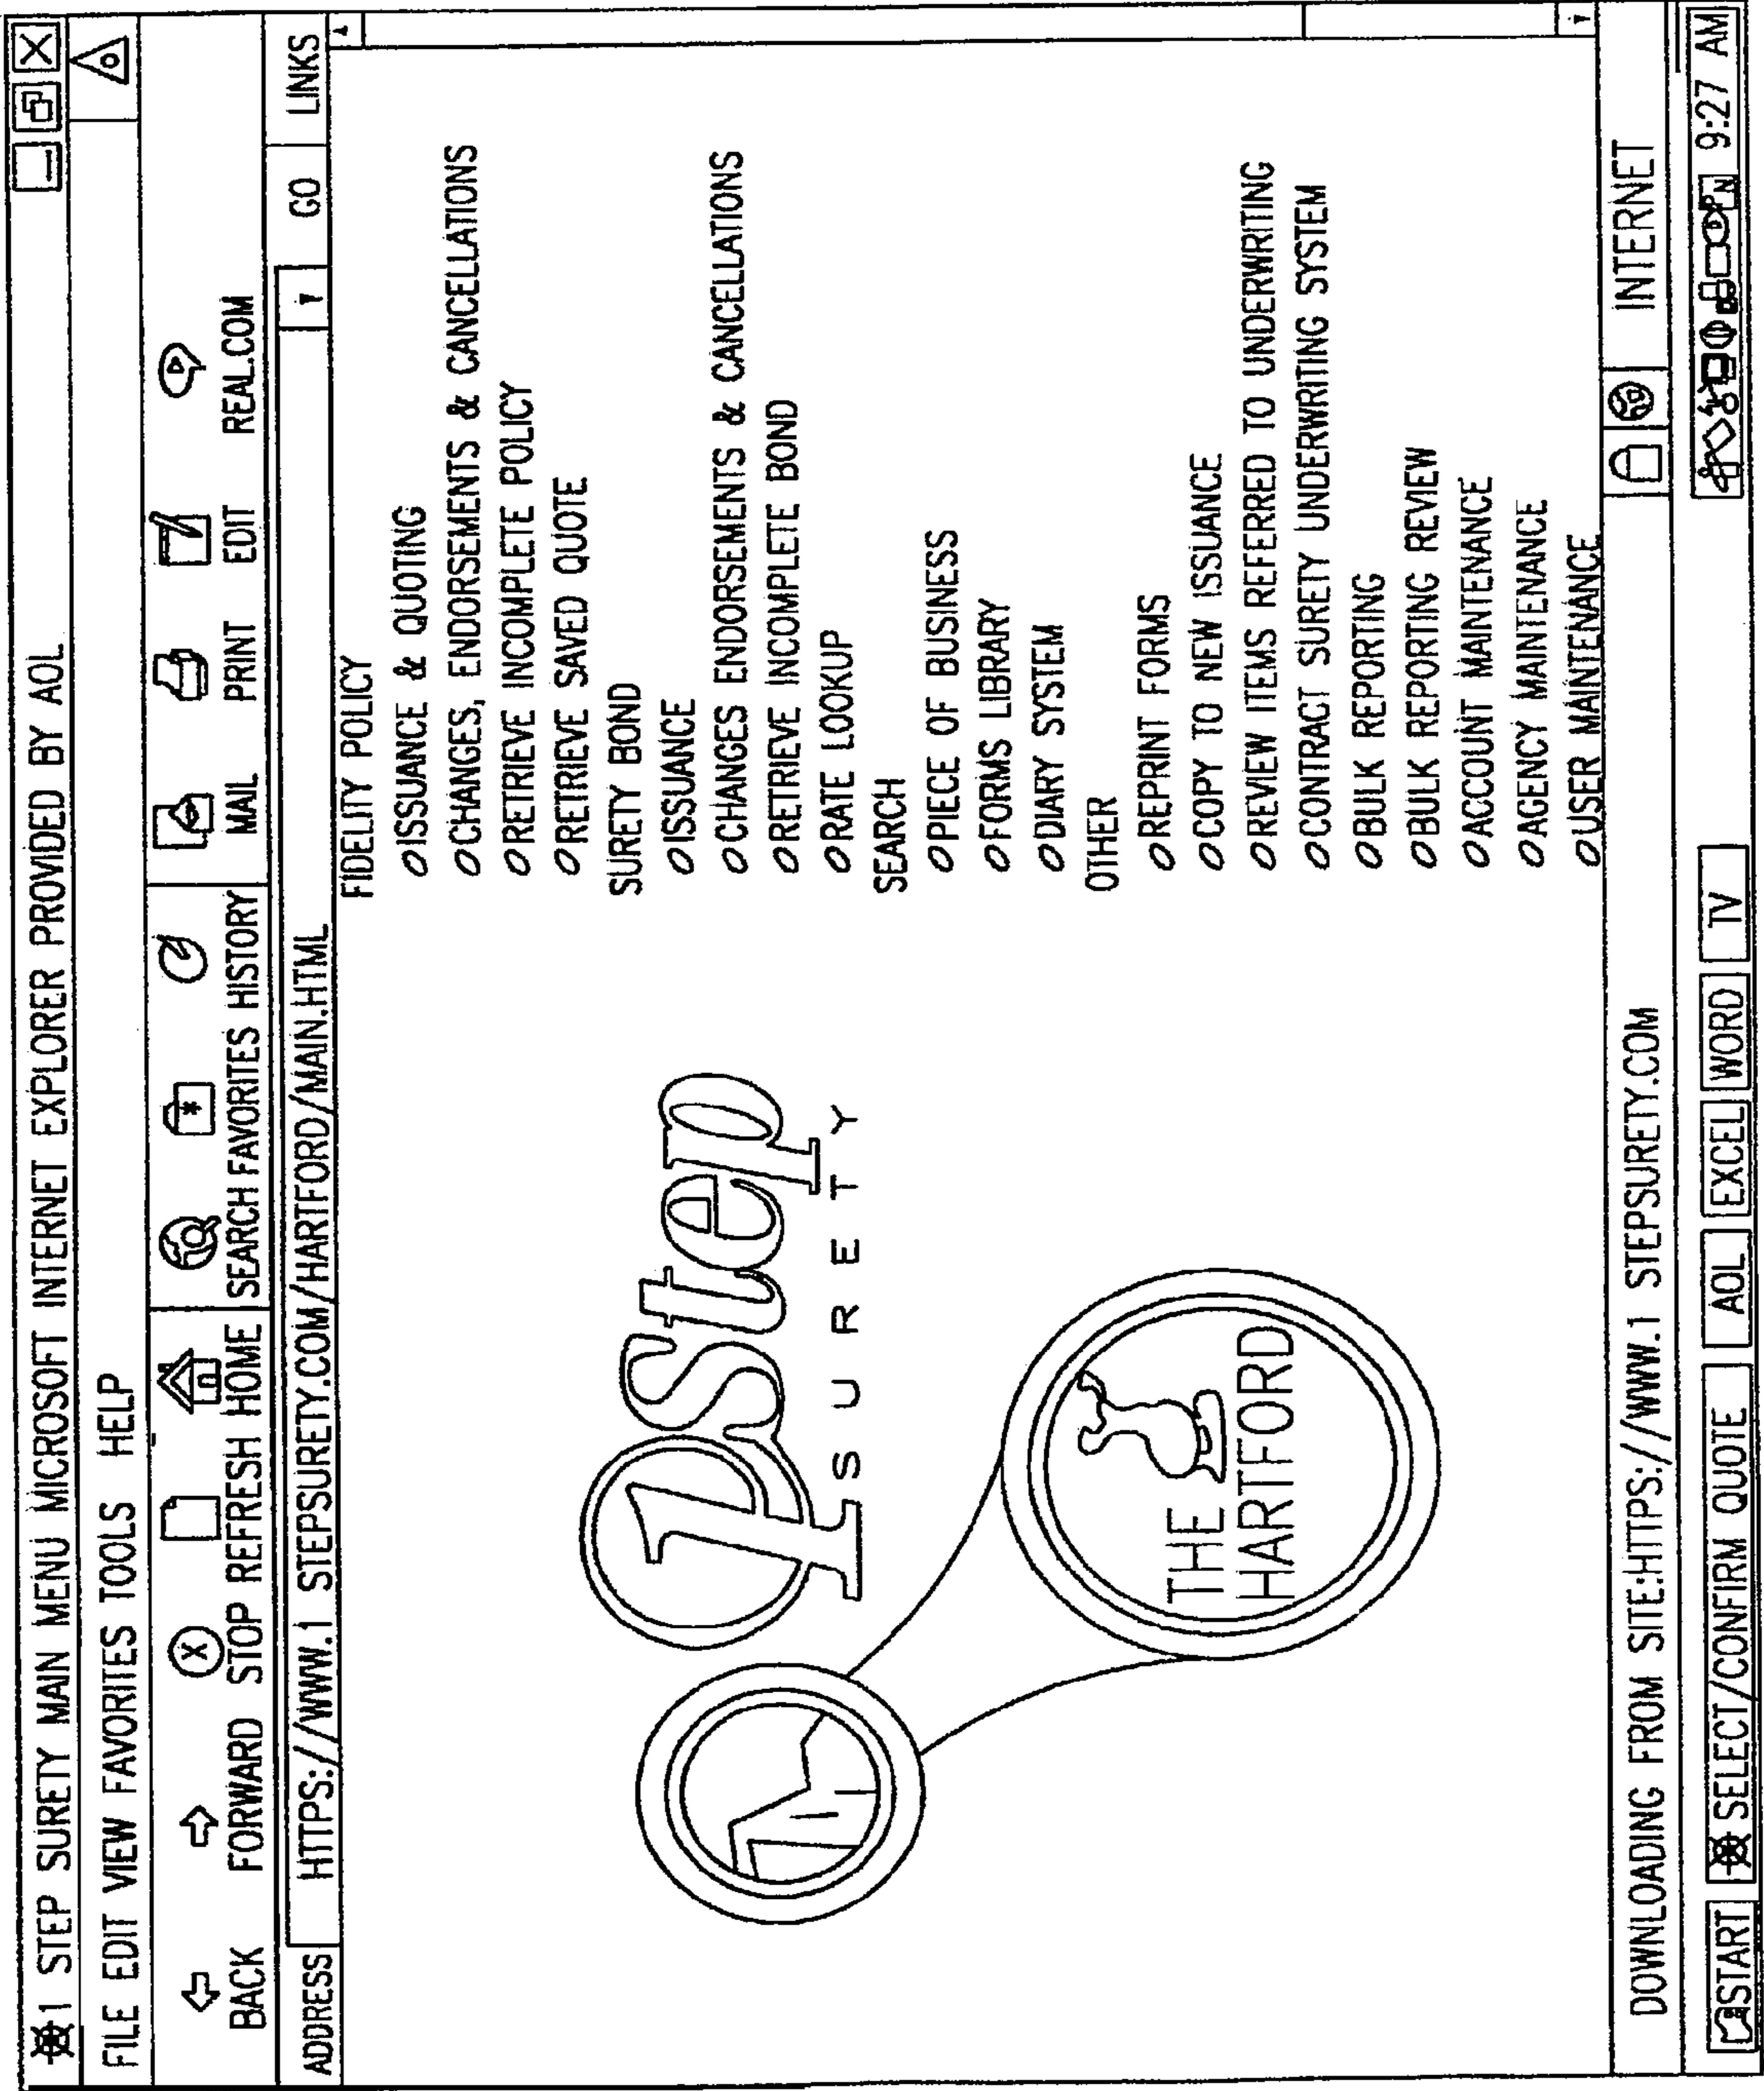 1 STEP SURETY MAIN MENU MICROSOFT INTERNET EXPLORER PROVIDED BY AOL
FILE EDIT VIEW FAVORITES TOOLS HELP
BACK FORWARD STOP REFRESH HOME SEARCH FAVORITES HISTORY MAIL PRINT EDIT REAL.COM
ADDRESS HTTPS://WWW.1 STEPSURETY.COM/HARTFORD/MAIN.HTML GO LINKS
1Step
SURETY
THE
HARTFORD
FIDELITY POLICY
ISSUANCE & QUOTING
CHANGES, ENDORSEMENTS & CANCELLATIONS
RETRIEVE INCOMPLETE POLICY
RETRIEVE SAVED QUOTE
SURETY BOND
ISSUANCE
CHANGES ENDORSEMENTS & CANCELLATIONS
RETRIEVE INCOMPLETE BOND
RATE LOOKUP
SEARCH
PIECE OF BUSINESS
FORMS LIBRARY
DIARY SYSTEM
OTHER
REPRINT FORMS
COPY TO NEW ISSUANCE
REVIEW ITEMS REFERRED TO UNDERWRITING
CONTRACT SURETY UNDERWRITING SYSTEM
BULK REPORTING
BULK REPORTING REVIEW
ACCOUNT MAINTENANCE
AGENCY MAINTENANCE
USER MAINTENANCE
DOWNLOADING FROM SITE:HTTPS://WWW.1 STEPSURETY.COM INTERNET
START SELECT/CONFIRM QUOTE AOL EXCEL WORD TV 9:27 AM